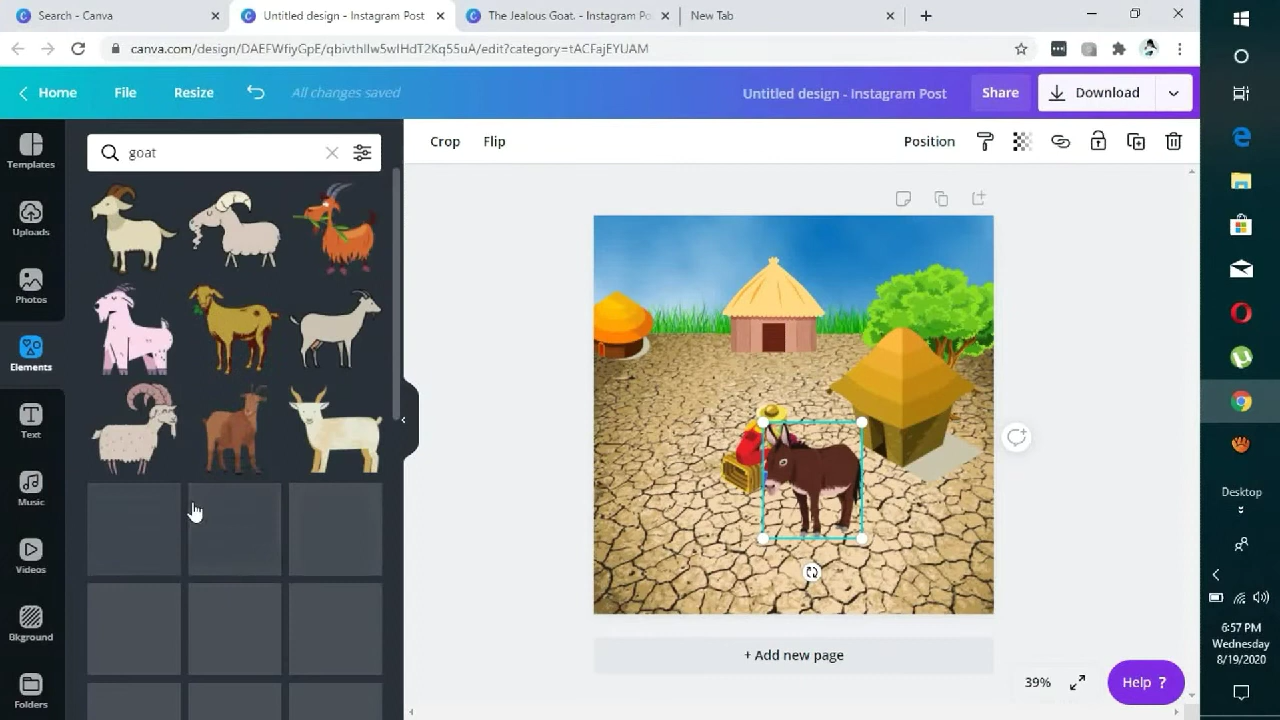 Search - Canva
Untitled design - Instagram Post
The Jealous Goat. - Instagram Po
New Tab
canva.com/design/DAEFWfiyGpE/qbivthIIw5wIHdT2Kq55uA/edit?category=tACFajEYUAM
Home
File
Resize
All changes saved
Untitled design - Instagram Post
Share
Download
Templates
Uploads
Photos
Elements
Text
Music
Videos
Bkground
Folders
goat
Crop
Flip
Position
+ Add new page
39%
Help ?
Desktop
6:57 PM
Wednesday
8/19/2020